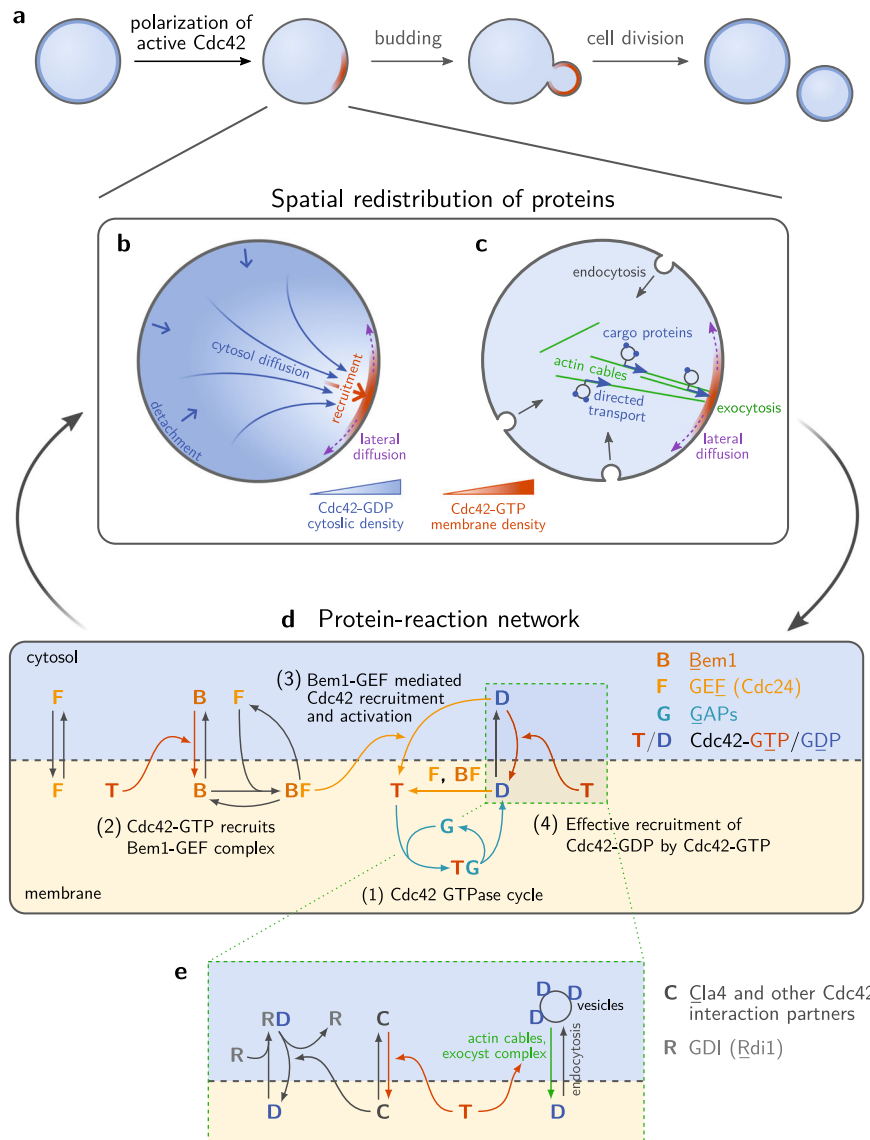 a
polarization of
active Cdc42
budding
cell division
Spatial redistribution of proteins
b
cytosol diffusion
recruitment
detachment
lateral
diffusion
c
endocytosis
cargo proteins
actin cables
directed
transport
exocytosis
lateral
diffusion
Cdc42-GDP
cytoslic density
Cdc42-GTP
membrane density
d Protein-reaction network
cytosol
(3) Bem1-GEF mediated
Cdc42 recruitment
and activation
F
B F
D
B Bem1
F GEF (Cdc24)
G GAPs
T/D Cdc42-GTP/GDP
F, BF
F
T
B
BF
T
D
T
G
(2) Cdc42-GTP recruits
Bem1-GEF complex
(4) Effective recruitment of
Cdc42-GDP by Cdc42-GTP
TG
(1) Cdc42 GTPase cycle
membrane
e
D D
D
vesicles
RD
R
C
R
actin cables,
exocyst complex
endocytosis
D
C
T
D
C Cla4 and other Cdc42
interaction partners
R GDI (Rdi1)